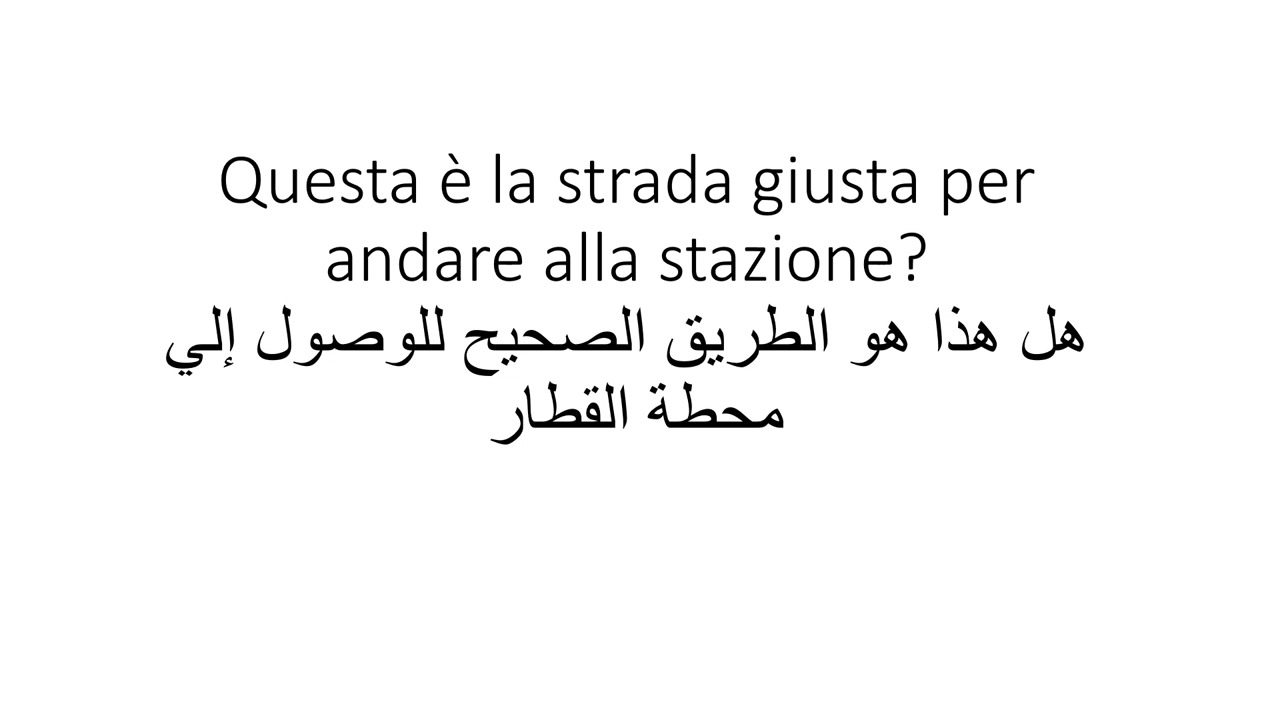 Questa è la strada giusta per
andare alla stazione?
هل هذا هو الطريق الصحيح للوصول إلي
محطة القطار